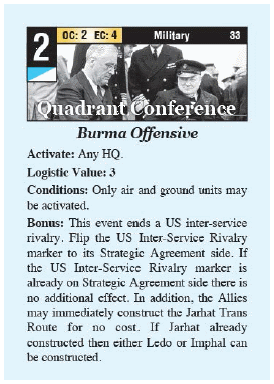 2 OC: 2 EC: 4 Military 33
Quadrant Conference
Burma Offensive
Activate: Any HQ.
Logistic Value: 3
Conditions: Only air and ground units may
be activated.
Bonus: This event ends a US inter-service
rivalry. Flip the US Inter-Service Rivalry
marker to its Strategic Agreement side. If
the US Inter-Service Rivalry marker is
already on Strategic Agreement side there is
no additional effect. In addition, the Allies
may immediately construct the Jarhat Trans
Route for no cost. If Jarhat already
constructed then either Ledo or Imphal can
be constructed.